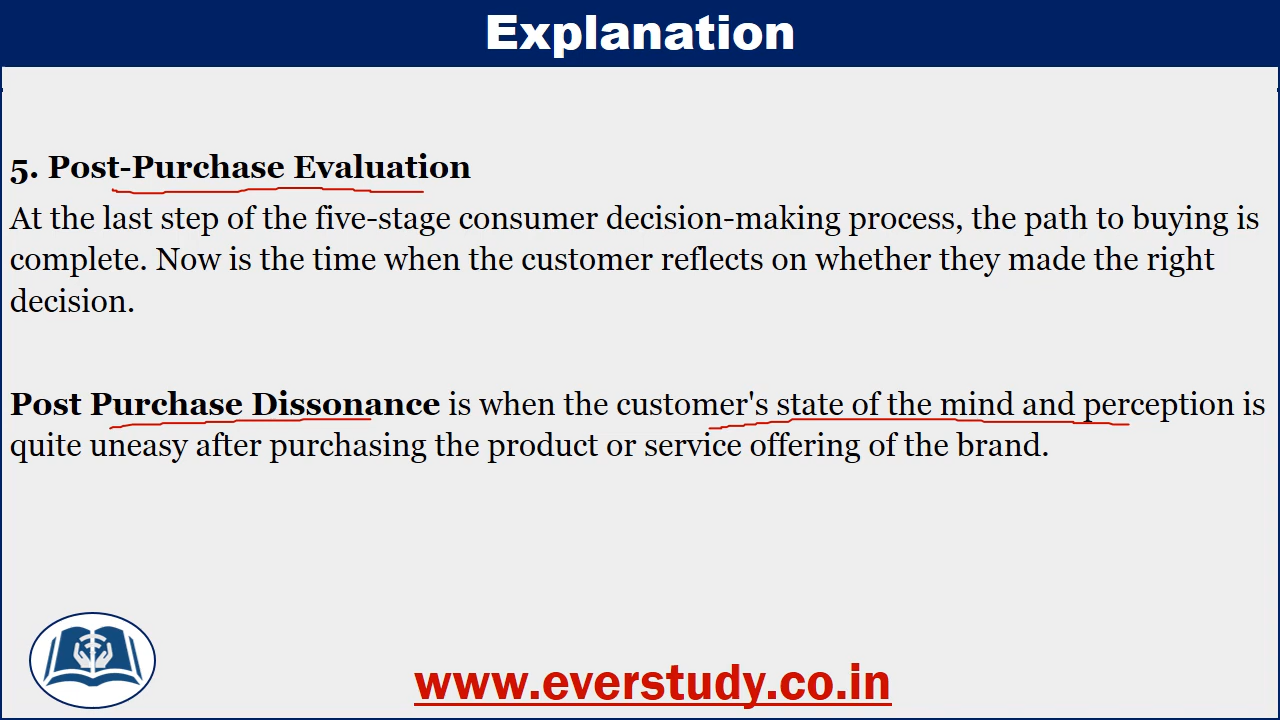 Explanation
5. Post-Purchase Evaluation
At the last step of the five-stage consumer decision-making process, the path to buying is
complete. Now is the time when the customer reflects on whether they made the right
decision.
Post Purchase Dissonance is when the customer's state of the mind and perception is
quite uneasy after purchasing the product or service offering of the brand.
www.everstudy.co.in